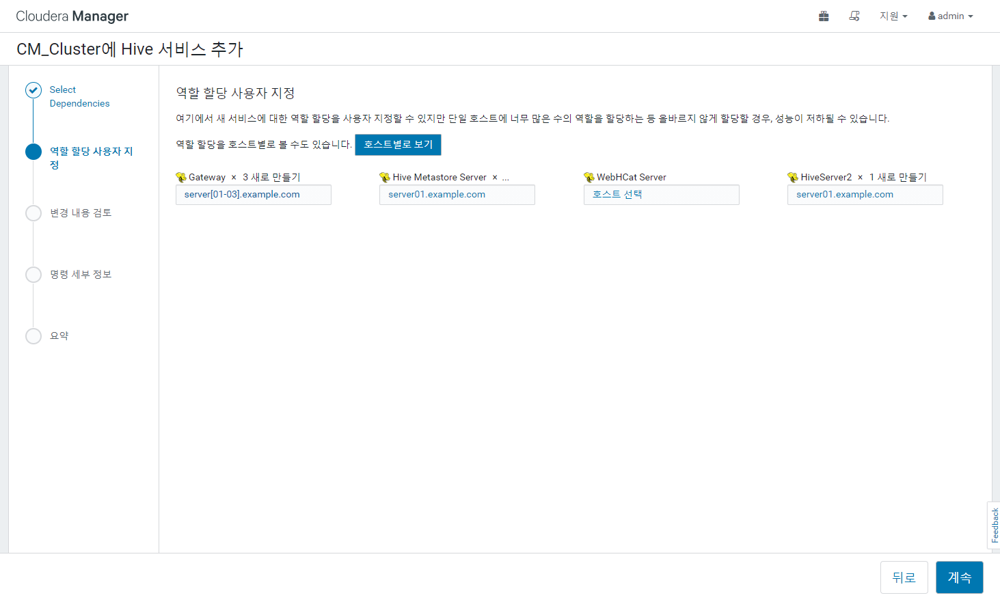 Cloudera Manager
지원
admin
CM_Cluster에 Hive 서비스 추가
Select
Dependencies
역할 할당 사용자 지
정
변경 내용 검토
명령 세부 정보
요약
역할 할당 사용자 지정
여기에서 새 서비스에 대한 역할 할당을 사용자 지정할 수 있지만 단일 호스트에 너무 많은 수의 역할을 할당하는 등 올바르지 않게 할당할 경우, 성능이 저하될 수 있습니다.
역할 할당을 호스트별로 볼 수도 있습니다. 호스트별로 보기
Gateway × 3 새로 만들기
server[01-03].example.com
Hive Metastore Server × ...
server01.example.com
WebHCat Server
호스트 선택
HiveServer2 × 1 새로 만들기
server01.example.com
Feedback
뒤로
계속